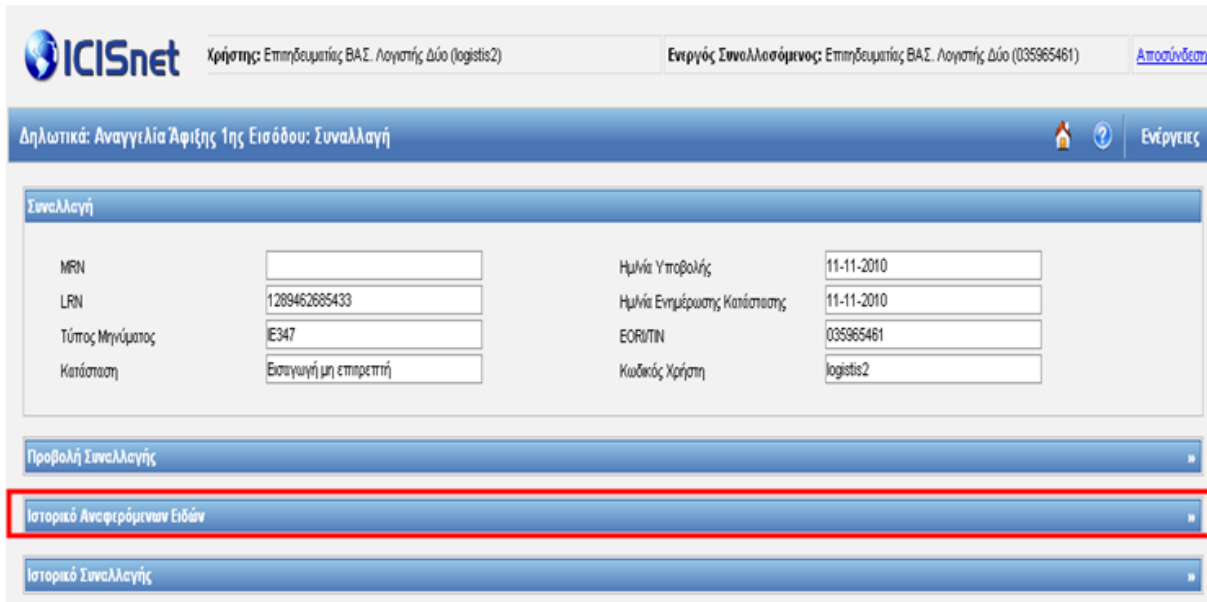 ICISnet
Χρήστης: Επιτηδευματίας ΒΑΣ. Λογιστής Δύο (logistis2) Ενεργός Συναλλασόμενος: Επιτηδευματίας ΒΑΣ. Λογιστής Δύο (035965461) Αποσύνδεση
Δηλωτικά: Αναγγελία Άφιξης 1ης Εισόδου: Συναλλαγή Ενέργειες
Συναλλαγή
MRN Ημ/νία Υποβολής 11-11-2010
LRN 1289462685433 Ημ/νία Ενημέρωσης Κατάστασης 11-11-2010
Τύπος Μηνύματος IE347 EORI/TIN 035965461
Κατάσταση Εισαγωγή μη επιτρεπτή Κωδικός Χρήστη logistis2
Προβολή Συναλλαγής »
Ιστορικό Αναφερόμενων Ειδών »
Ιστορικό Συναλλαγής »